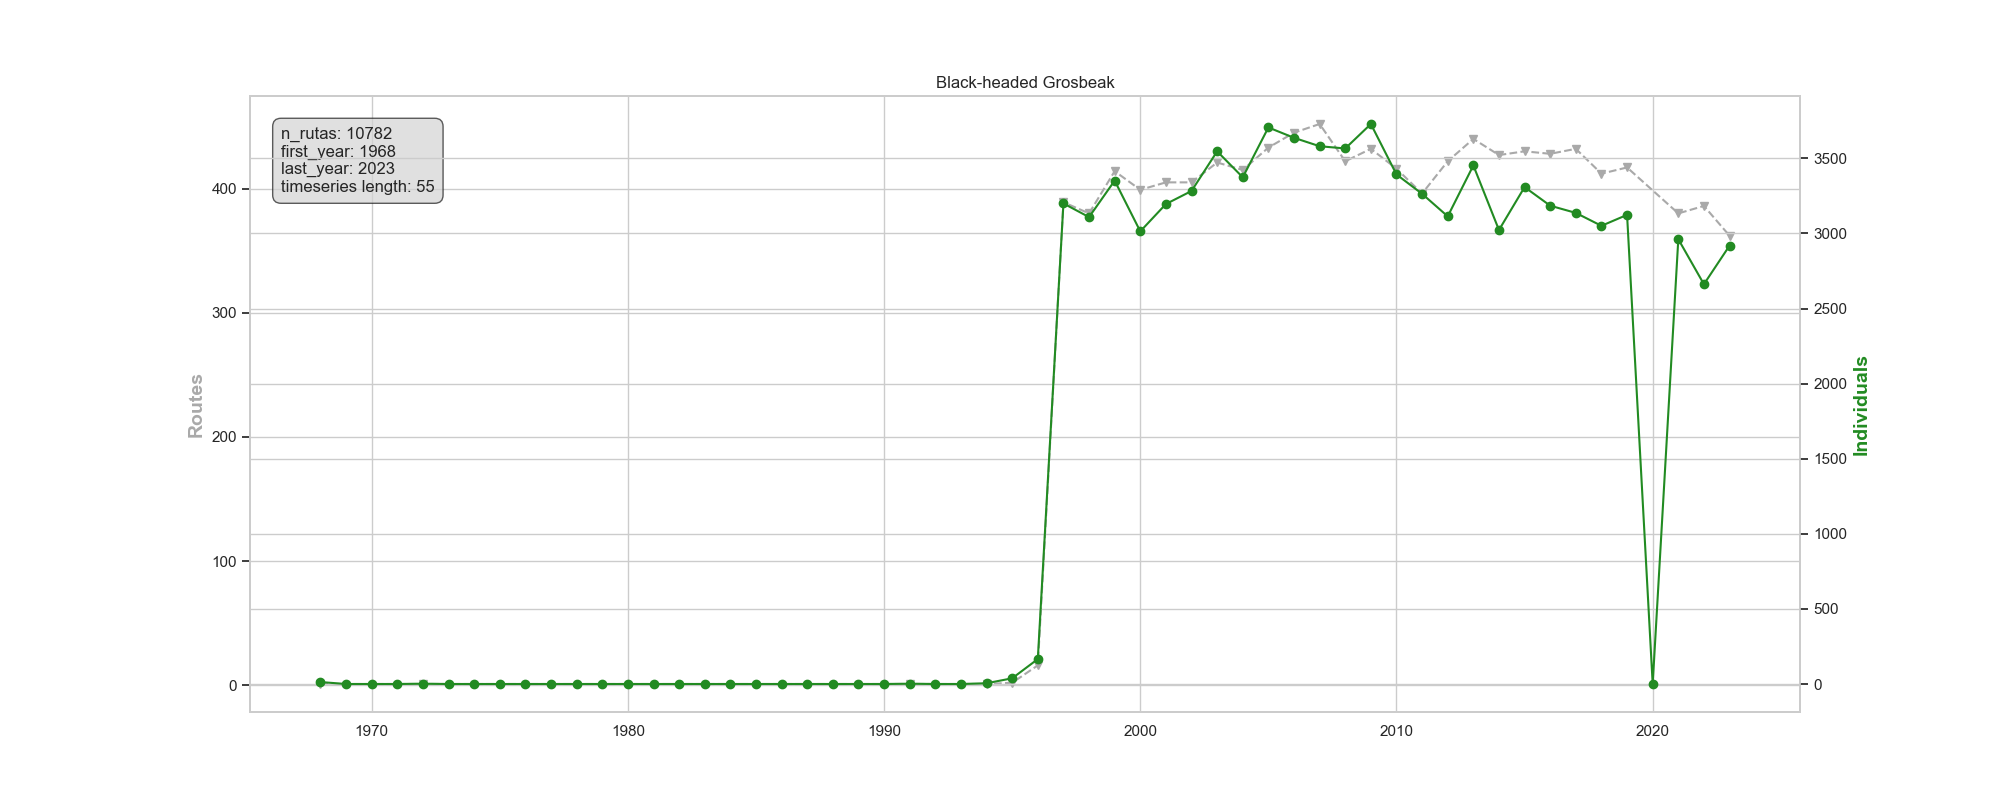 Black-headed Grosbeak
n_rutas: 10782
first_year: 1968
last_year: 2023
timeseries length: 55
400
300
200
100
0
Routes
3500
3000
2500
2000
1500
1000
500
0
Individuals
1970
1980
1990
2000
2010
2020